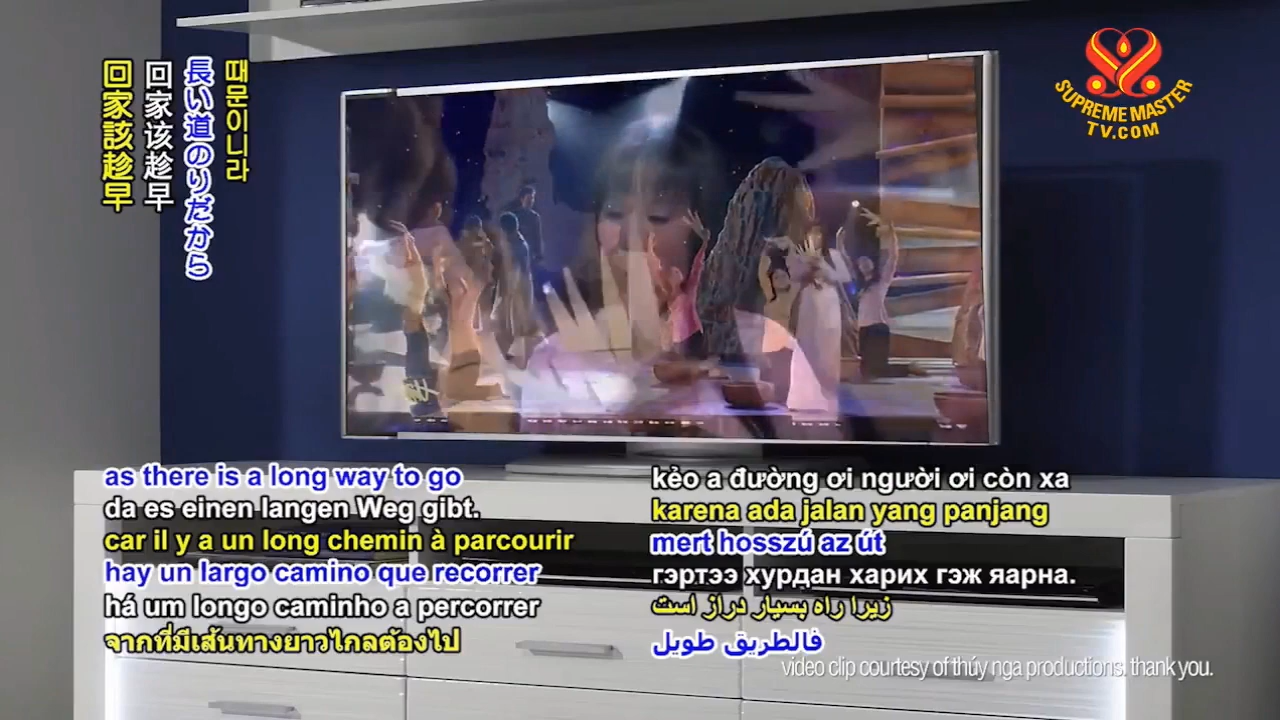 回家該趁早
回家该趁早
長い道のりだから
때문이니라
SUPREME MASTER
TV.COM
as there is a long way to go
da es einen langen Weg gibt.
car il y a un long chemin à parcourir
hay un largo camino que recorrer
há um longo caminho a percorrer
จากที่มีเส้นทางยาวไกลต้องไป
kẻo a đường ơi người ơi còn xa
karena ada jalan yang panjang
mert hosszú az út
гэртээ хурдан харих гэж яарна.
زیرا راه بسیار دراز است
فالطريق طويل
video clip courtesy of thúy nga productions. thank you.